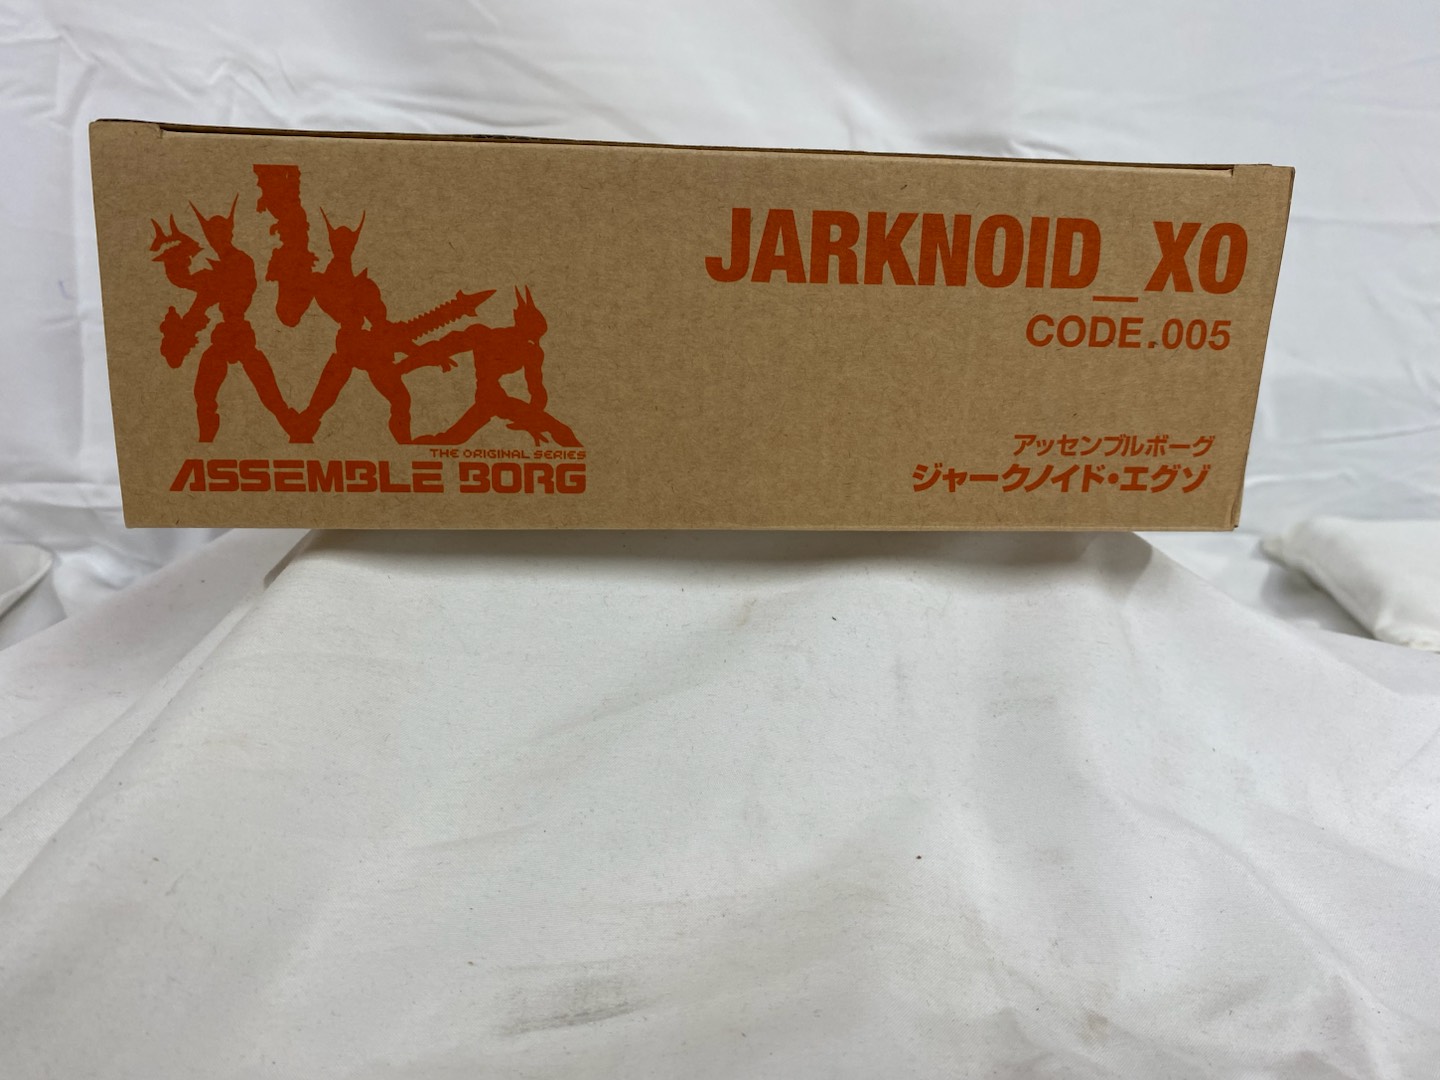 JARKNOID_XO
CODE.005
THE ORIGINAL SERIES
ASSEMBLE BORG
アッセンブルボーグ
ジャークノイド・エグゾ